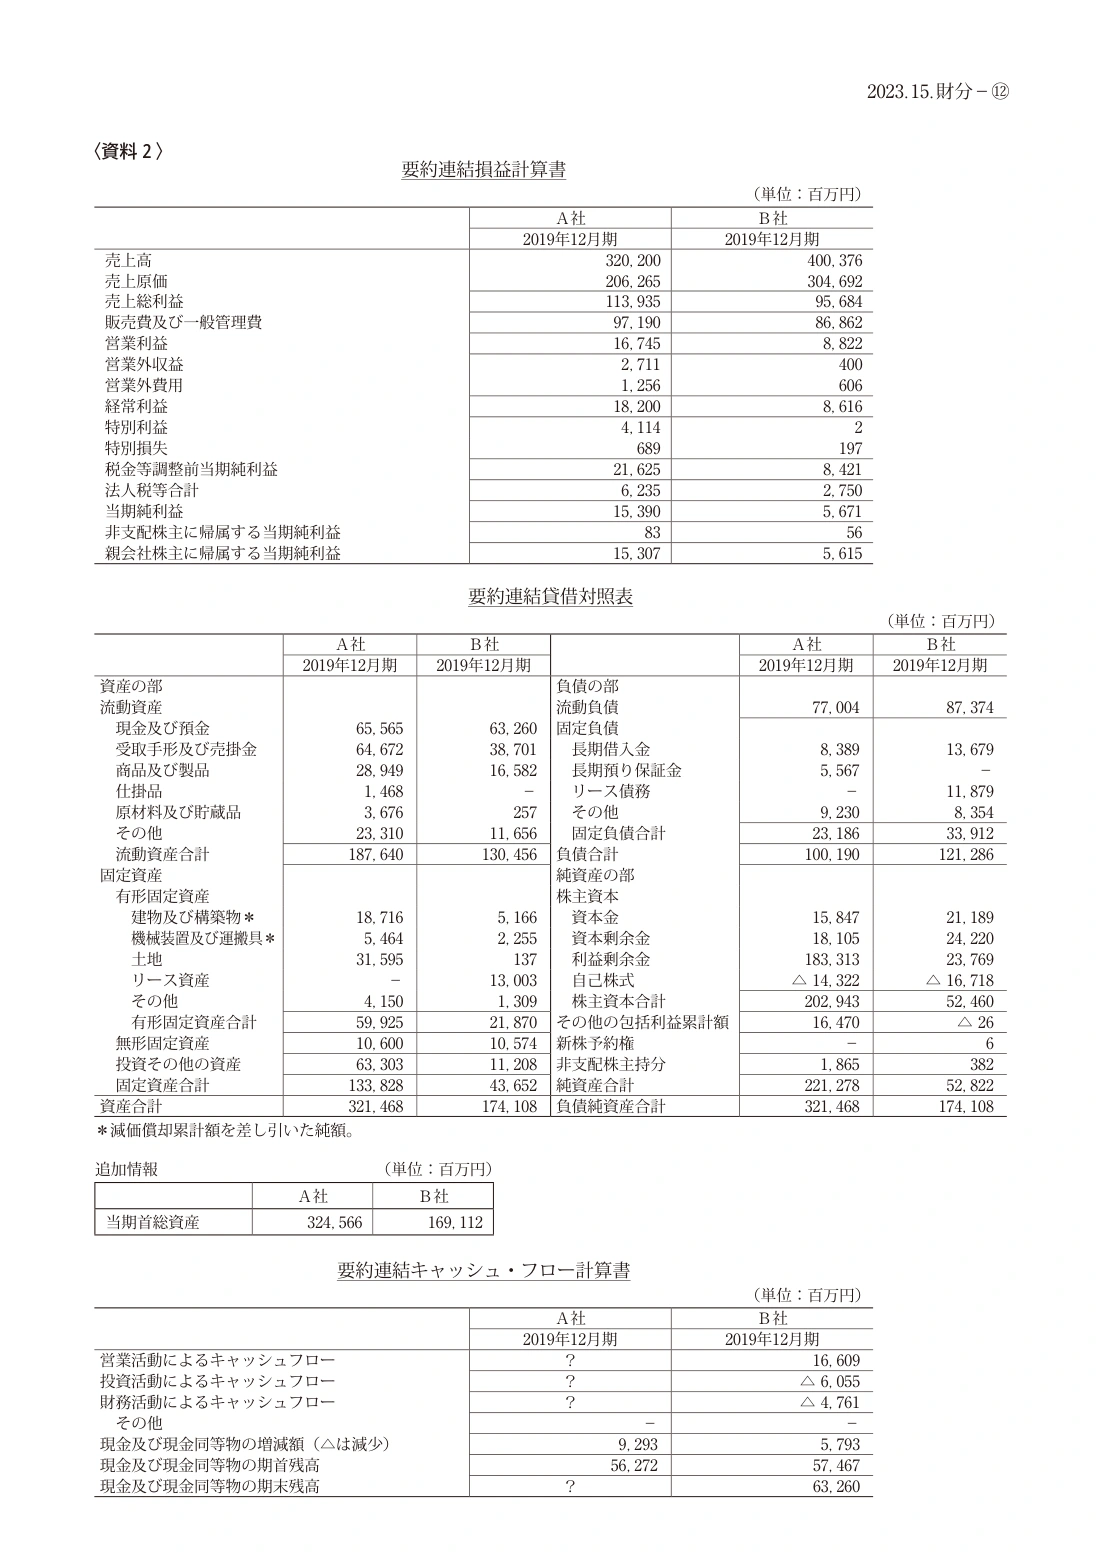 2023.15.財分－⑫
〈資料２〉
要約連結損益計算書
（単位：百万円）
Ａ社 Ｂ社
2019年12月期 2019年12月期
売上高 320,200 400,376
売上原価 206,265 304,692
売上総利益 113,935 95,684
販売費及び一般管理費 97,190 86,862
営業利益 16,745 8,822
営業外収益 2,711 400
営業外費用 1,256 606
経常利益 18,200 8,616
特別利益 4,114 2
特別損失 689 197
税金等調整前当期純利益 21,625 8,421
法人税等合計 6,235 2,750
当期純利益 15,390 5,671
非支配株主に帰属する当期純利益 83 56
親会社株主に帰属する当期純利益 15,307 5,615
要約連結貸借対照表
（単位：百万円）
Ａ社 Ｂ社 Ａ社 Ｂ社
2019年12月期 2019年12月期 2019年12月期 2019年12月期
資産の部 負債の部
流動資産 流動負債 77,004 87,374
現金及び預金 65,565 63,260 固定負債
受取手形及び売掛金 64,672 38,701 長期借入金 8,389 13,679
商品及び製品 28,949 16,582 長期預り保証金 5,567 －
仕掛品 1,468 － リース債務 － 11,879
原材料及び貯蔵品 3,676 257 その他 9,230 8,354
その他 23,310 11,656 固定負債合計 23,186 33,912
流動資産合計 187,640 130,456 負債合計 100,190 121,286
固定資産 純資産の部
有形固定資産 株主資本
建物及び構築物＊ 18,716 5,166 資本金 15,847 21,189
機械装置及び運搬具＊ 5,464 2,255 資本剰余金 18,105 24,220
土地 31,595 137 利益剰余金 183,313 23,769
リース資産 － 13,003 自己株式 △14,322 △16,718
その他 4,150 1,309 株主資本合計 202,943 52,460
有形固定資産合計 59,925 21,870 その他の包括利益累計額 16,470 △26
無形固定資産 10,600 10,574 新株予約権 － 6
投資その他の資産 63,303 11,208 非支配株主持分 1,865 382
固定資産合計 133,828 43,652 純資産合計 221,278 52,822
資産合計 321,468 174,108 負債純資産合計 321,468 174,108
＊減価償却累計額を差し引いた純額。
追加情報 （単位：百万円）
Ａ社 Ｂ社
当期首総資産 324,566 169,112
要約連結キャッシュ・フロー計算書
（単位：百万円）
Ａ社 Ｂ社
2019年12月期 2019年12月期
営業活動によるキャッシュフロー ？ 16,609
投資活動によるキャッシュフロー ？ △6,055
財務活動によるキャッシュフロー ？ △4,761
その他 － －
現金及び現金同等物の増減額（△は減少） 9,293 5,793
現金及び現金同等物の期首残高 56,272 57,467
現金及び現金同等物の期末残高 ？ 63,260